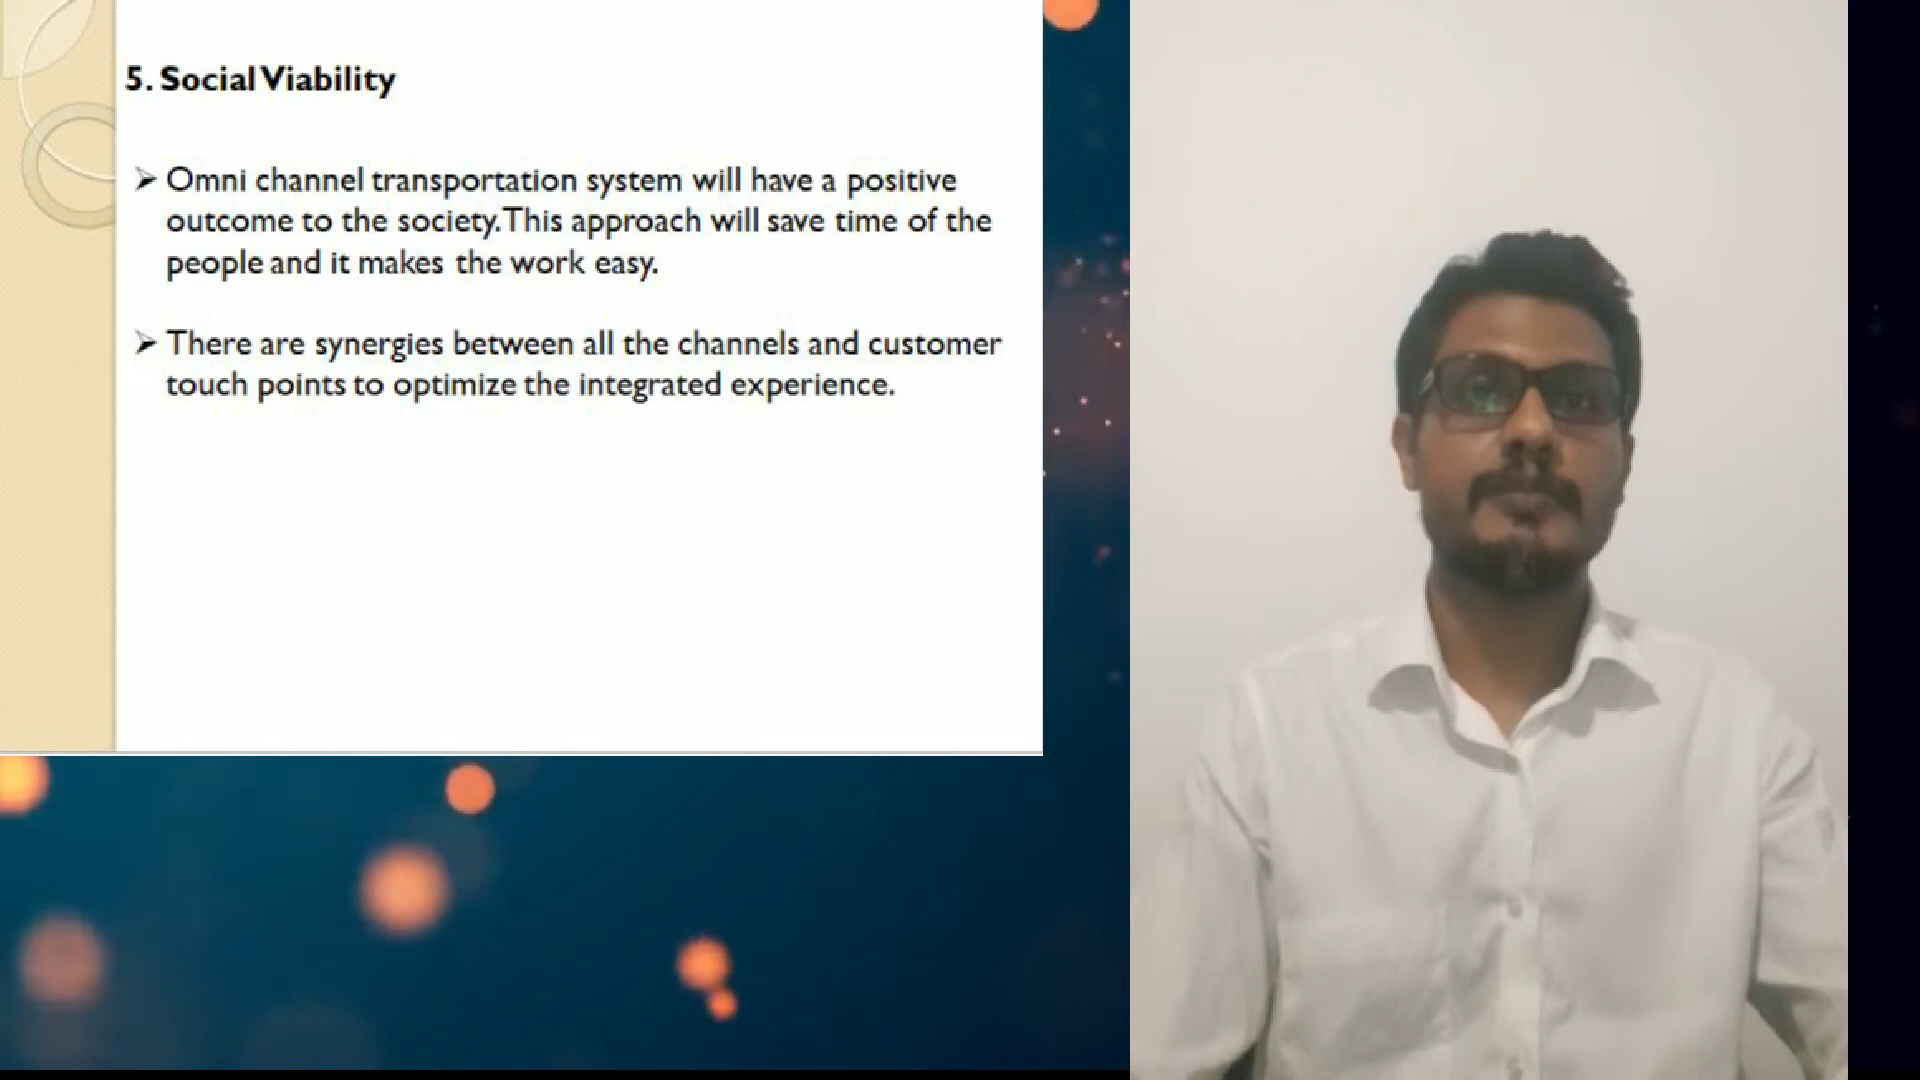 5. Social Viability
Omni channel transportation system will have a positive
outcome to the society. This approach will save time of the
people and it makes the work easy.
There are synergies between all the channels and customer
touch points to optimize the integrated experience.